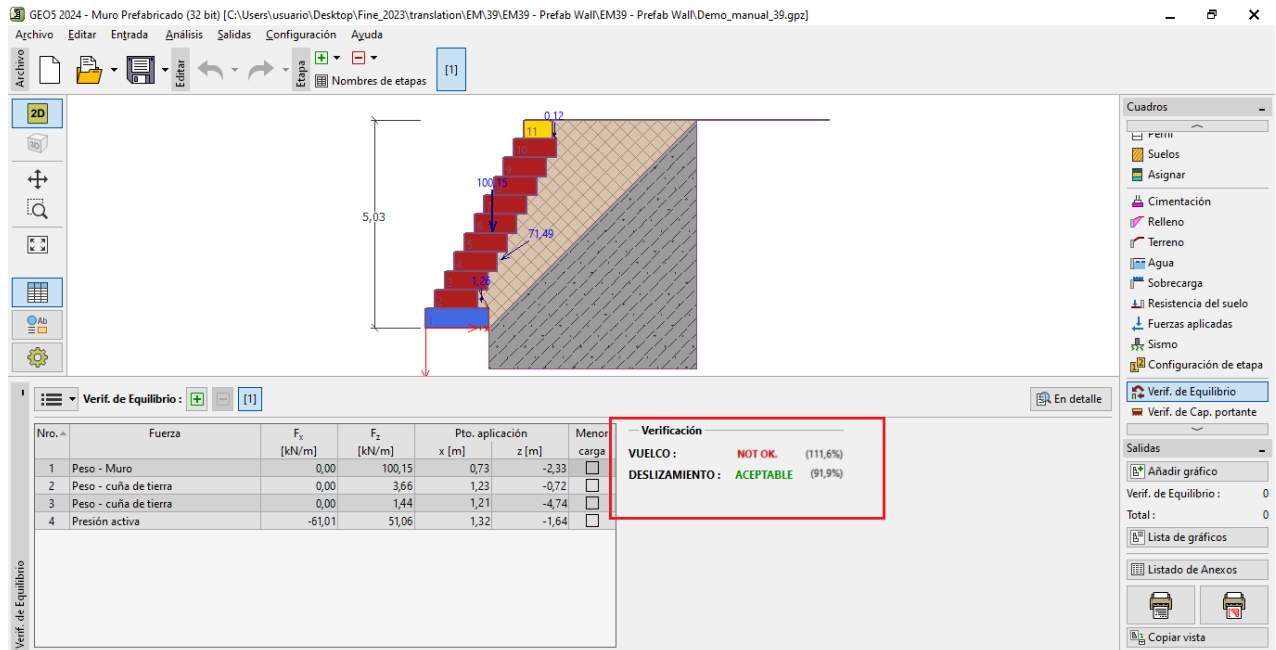 GEO5 2024 - Muro Prefabricado (32 bit) [C:\Users\usuario\Desktop\Fine_2023\translation\EM\39\EM39 - Prefab Wall\EM39 - Prefab Wall\Demo_manual_39.gpz]
Archivo Editar Entrada Análisis Salidas Configuración Ayuda
Archivo
Editar
Etapa
Nombres de etapas
[1]
2D
3D
Ab
5,03
0,12
11
10
9
100,15
6
5
71,49
3
1,26
2
1
+x
Cuadros
Perfil
Suelos
Asignar
Cimentación
Relleno
Terreno
Agua
Sobrecarga
Resistencia del suelo
Fuerzas aplicadas
Sismo
Configuración de etapa
Verif. de Equilibrio
Verif. de Cap. portante
Verif. de Equilibrio : [1]
En detalle
Nro. Fuerza Fx Fz Pto. aplicación Menor
[kN/m] [kN/m] x [m] z [m] carga
1 Peso - Muro 0,00 100,15 0,73 -2,33
2 Peso - cuña de tierra 0,00 3,66 1,23 -0,72
3 Peso - cuña de tierra 0,00 1,44 1,21 -4,74
4 Presión activa -61,01 51,06 1,32 -1,64
Verificación
VUELCO : NOT OK. (111,6%)
DESLIZAMIENTO : ACEPTABLE (91,9%)
Verif. de Equilibrio
Salidas
Añadir gráfico
Verif. de Equilibrio : 0
Total : 0
Lista de gráficos
Listado de Anexos
Copiar vista